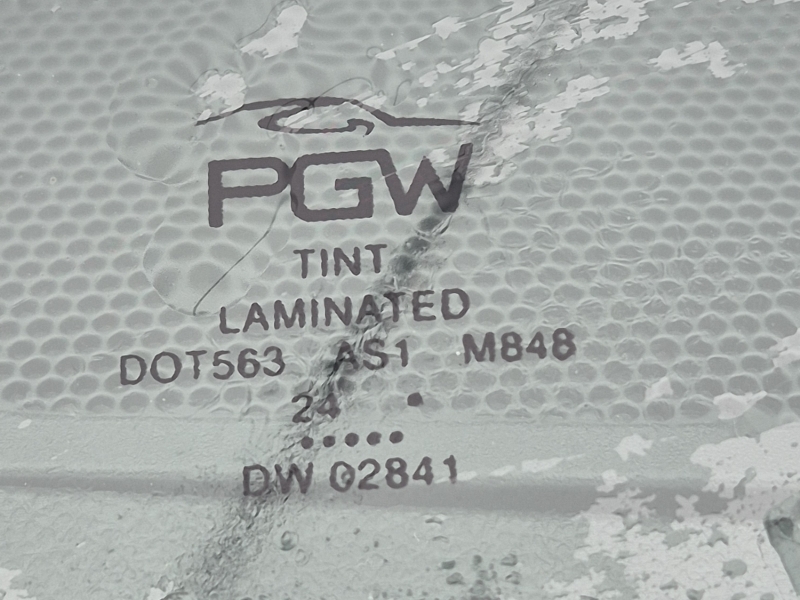 PGW
TINT
LAMINATED
DOT563 AS1 M848
24 •
•••••
DW 02841